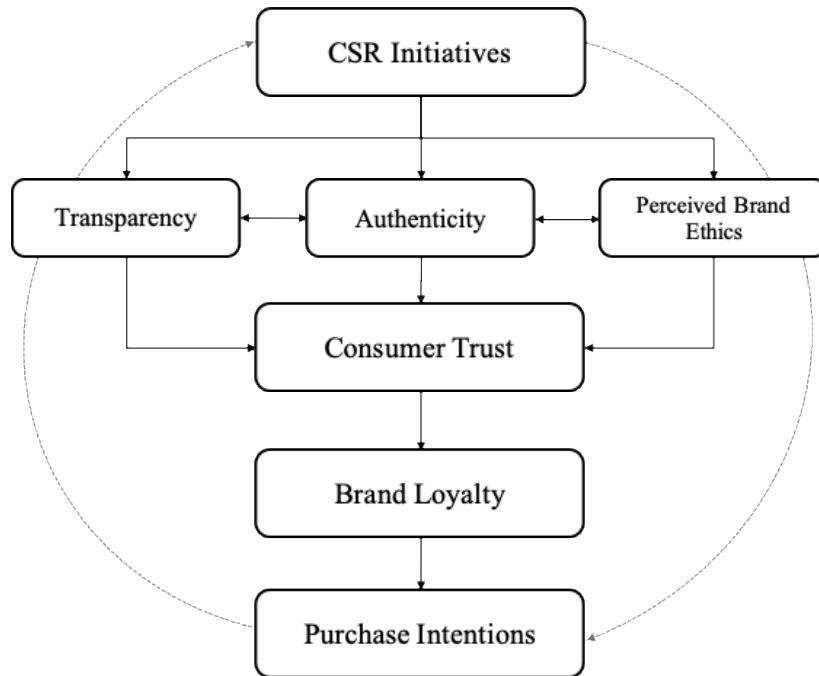 CSR Initiatives
Transparency
Authenticity
Perceived Brand
Ethics
Consumer Trust
Brand Loyalty
Purchase Intentions